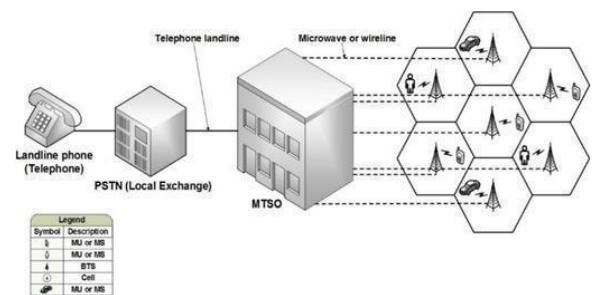 Telephone landline
Microwave or wireline
Landline phone
(Telephone)
PSTN (Local Exchange)
MTSO
Legend
Symbol Description
MU or MS
MU or MS
BTS
Cell
MU or MS